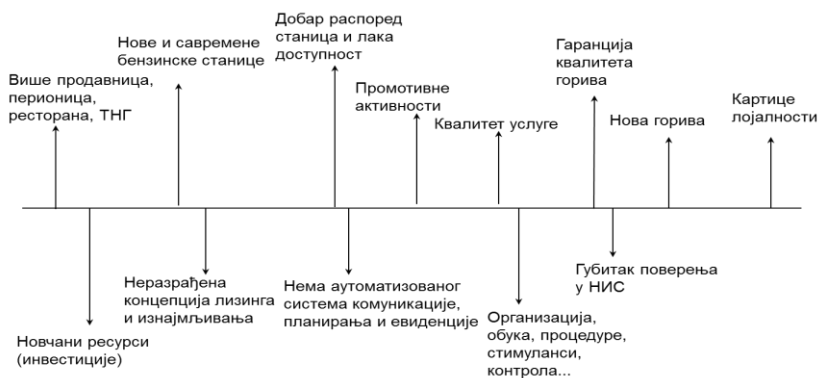 Више продавница,
перионица,
ресторана, ТНГ
Нове и савремене
бензинске станице
Добар распоред
станица и лака
доступност
Промотивне
активности
Квалитет услуге
Гаранција
квалитета
горива
Нова горива
Картице
лојалности
Новчани ресурси
(инвестиције)
Неразрађена
концепција лизинга
и изнајмљивања
Нема аутоматизованог
система комуникације,
планирања и евиденције
Организација,
обука, процедуре,
стимуланси,
контрола...
Губитак поверења
у НИС